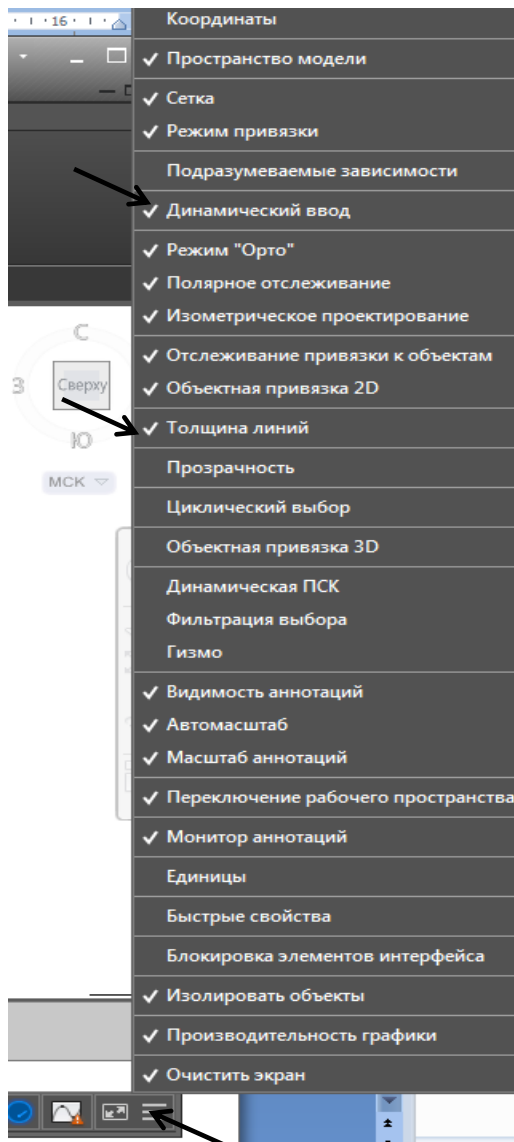 16
Координаты
Пространство модели
Сетка
Режим привязки
Подразумеваемые зависимости
Динамический ввод
Режим "Орто"
Полярное отслеживание
Изометрическое проектирование
Отслеживание привязки к объектам
Объектная привязка 2D
Толщина линий
Прозрачность
Циклический выбор
Объектная привязка 3D
Динамическая ПСК
Фильтрация выбора
Гизмо
Видимость аннотаций
Автомасштаб
Масштаб аннотаций
Переключение рабочего пространства
Монитор аннотаций
Единицы
Быстрые свойства
Блокировка элементов интерфейса
Изолировать объекты
Производительность графики
Очистить экран
С
З
Сверху
Ю
МСК